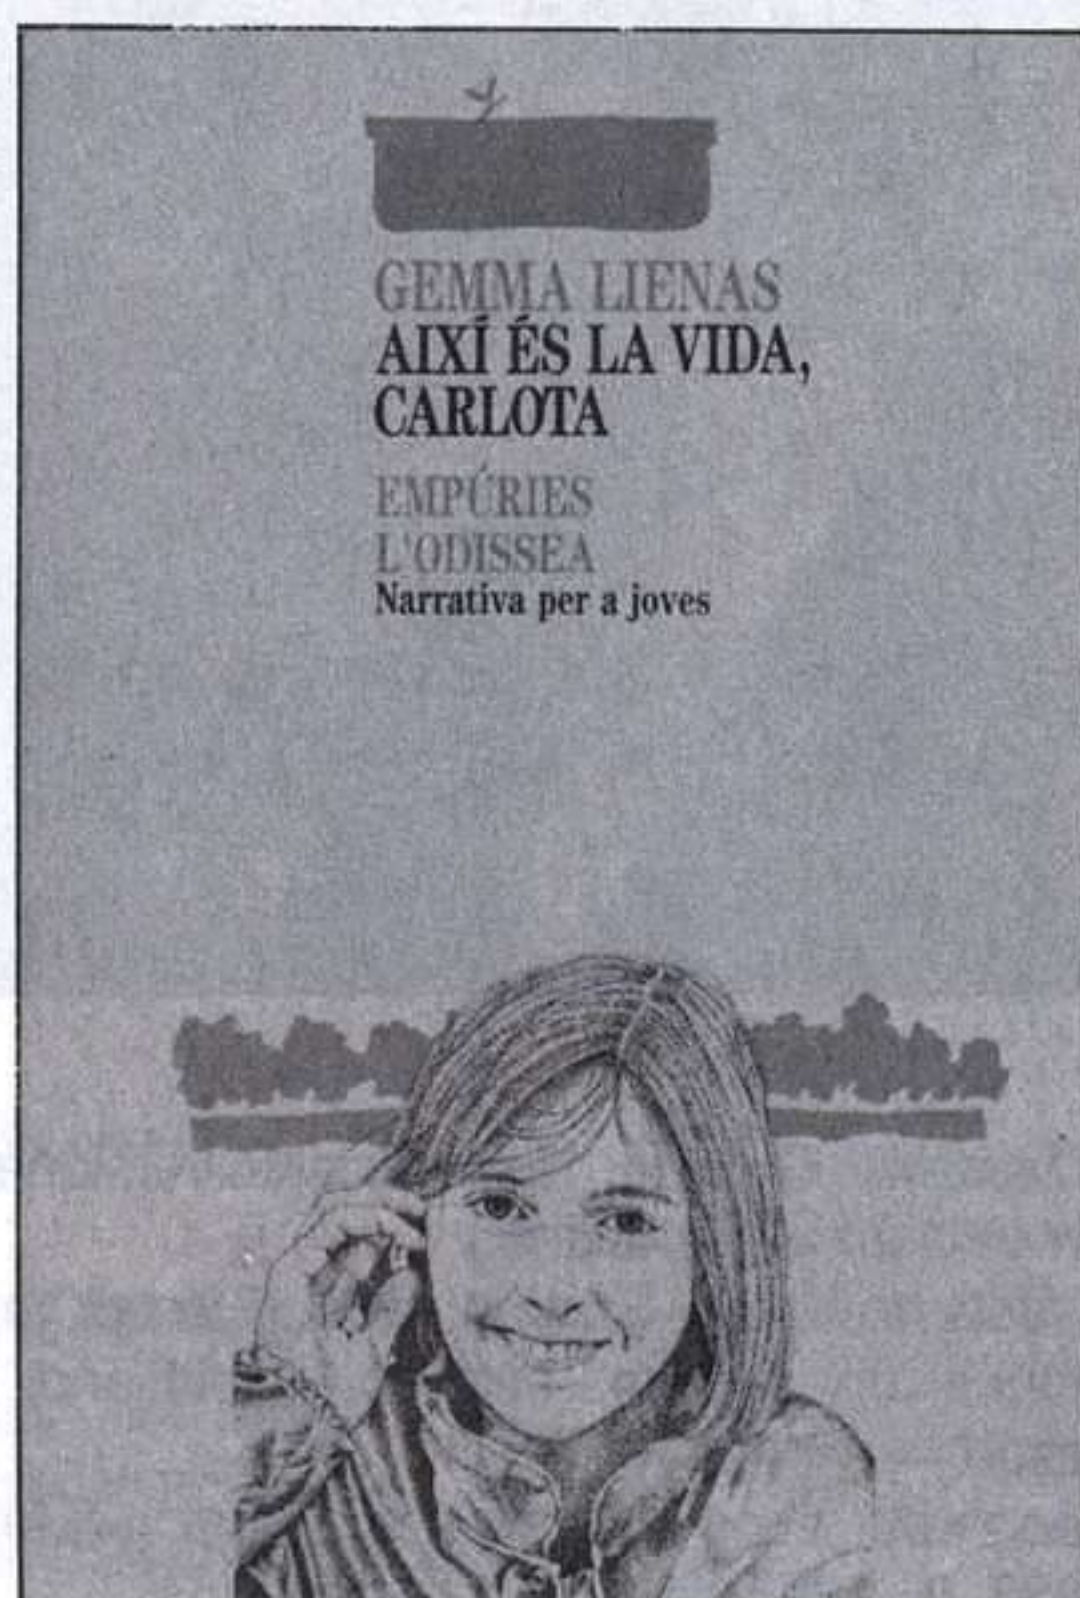 GEMMA LIENAS
AIXÍ ÉS LA VIDA,
CARLOTA
EMPÚRIES
L'ODISSEA
Narrativa per a joves